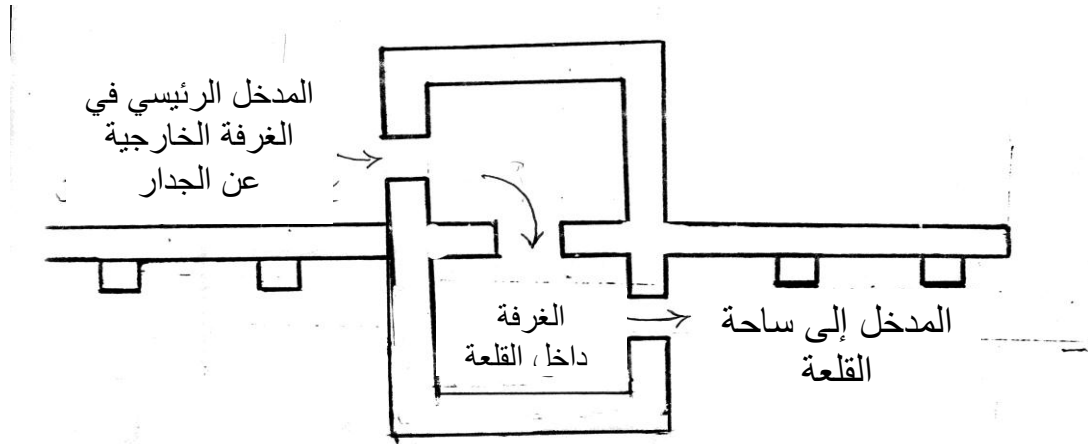 المدخل الرئيسي في
الغرفة الخارجية
عن الجدار
الغرفة
داخل القلعة
المدخل إلى ساحة
القلعة